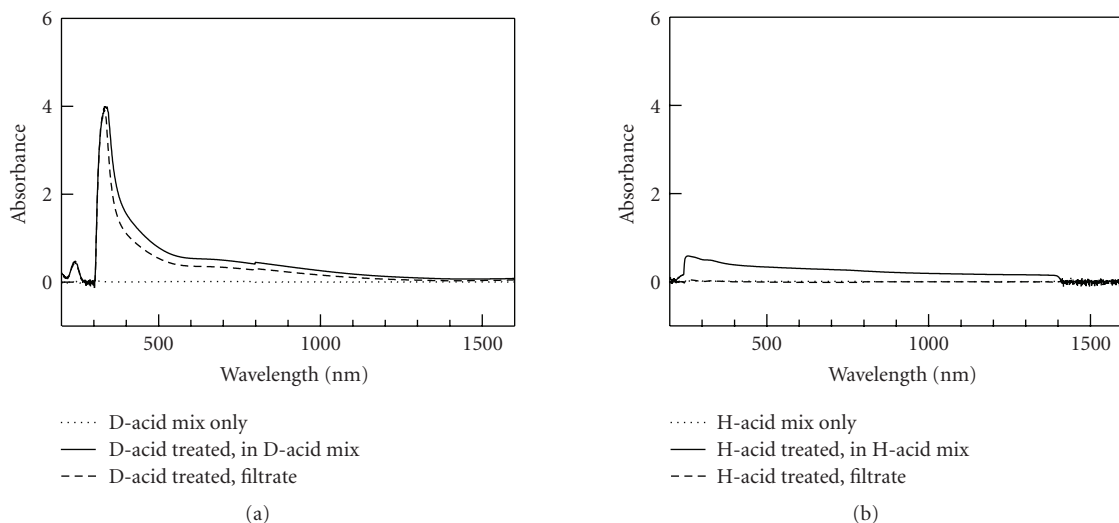 6
4
2
0
Absorbance
500
1000
1500
Wavelength (nm)
D-acid mix only
D-acid treated, in D-acid mix
D-acid treated, filtrate
(a)
6
4
2
0
Absorbance
500
1000
1500
Wavelength (nm)
H-acid mix only
H-acid treated, in H-acid mix
H-acid treated, filtrate
(b)